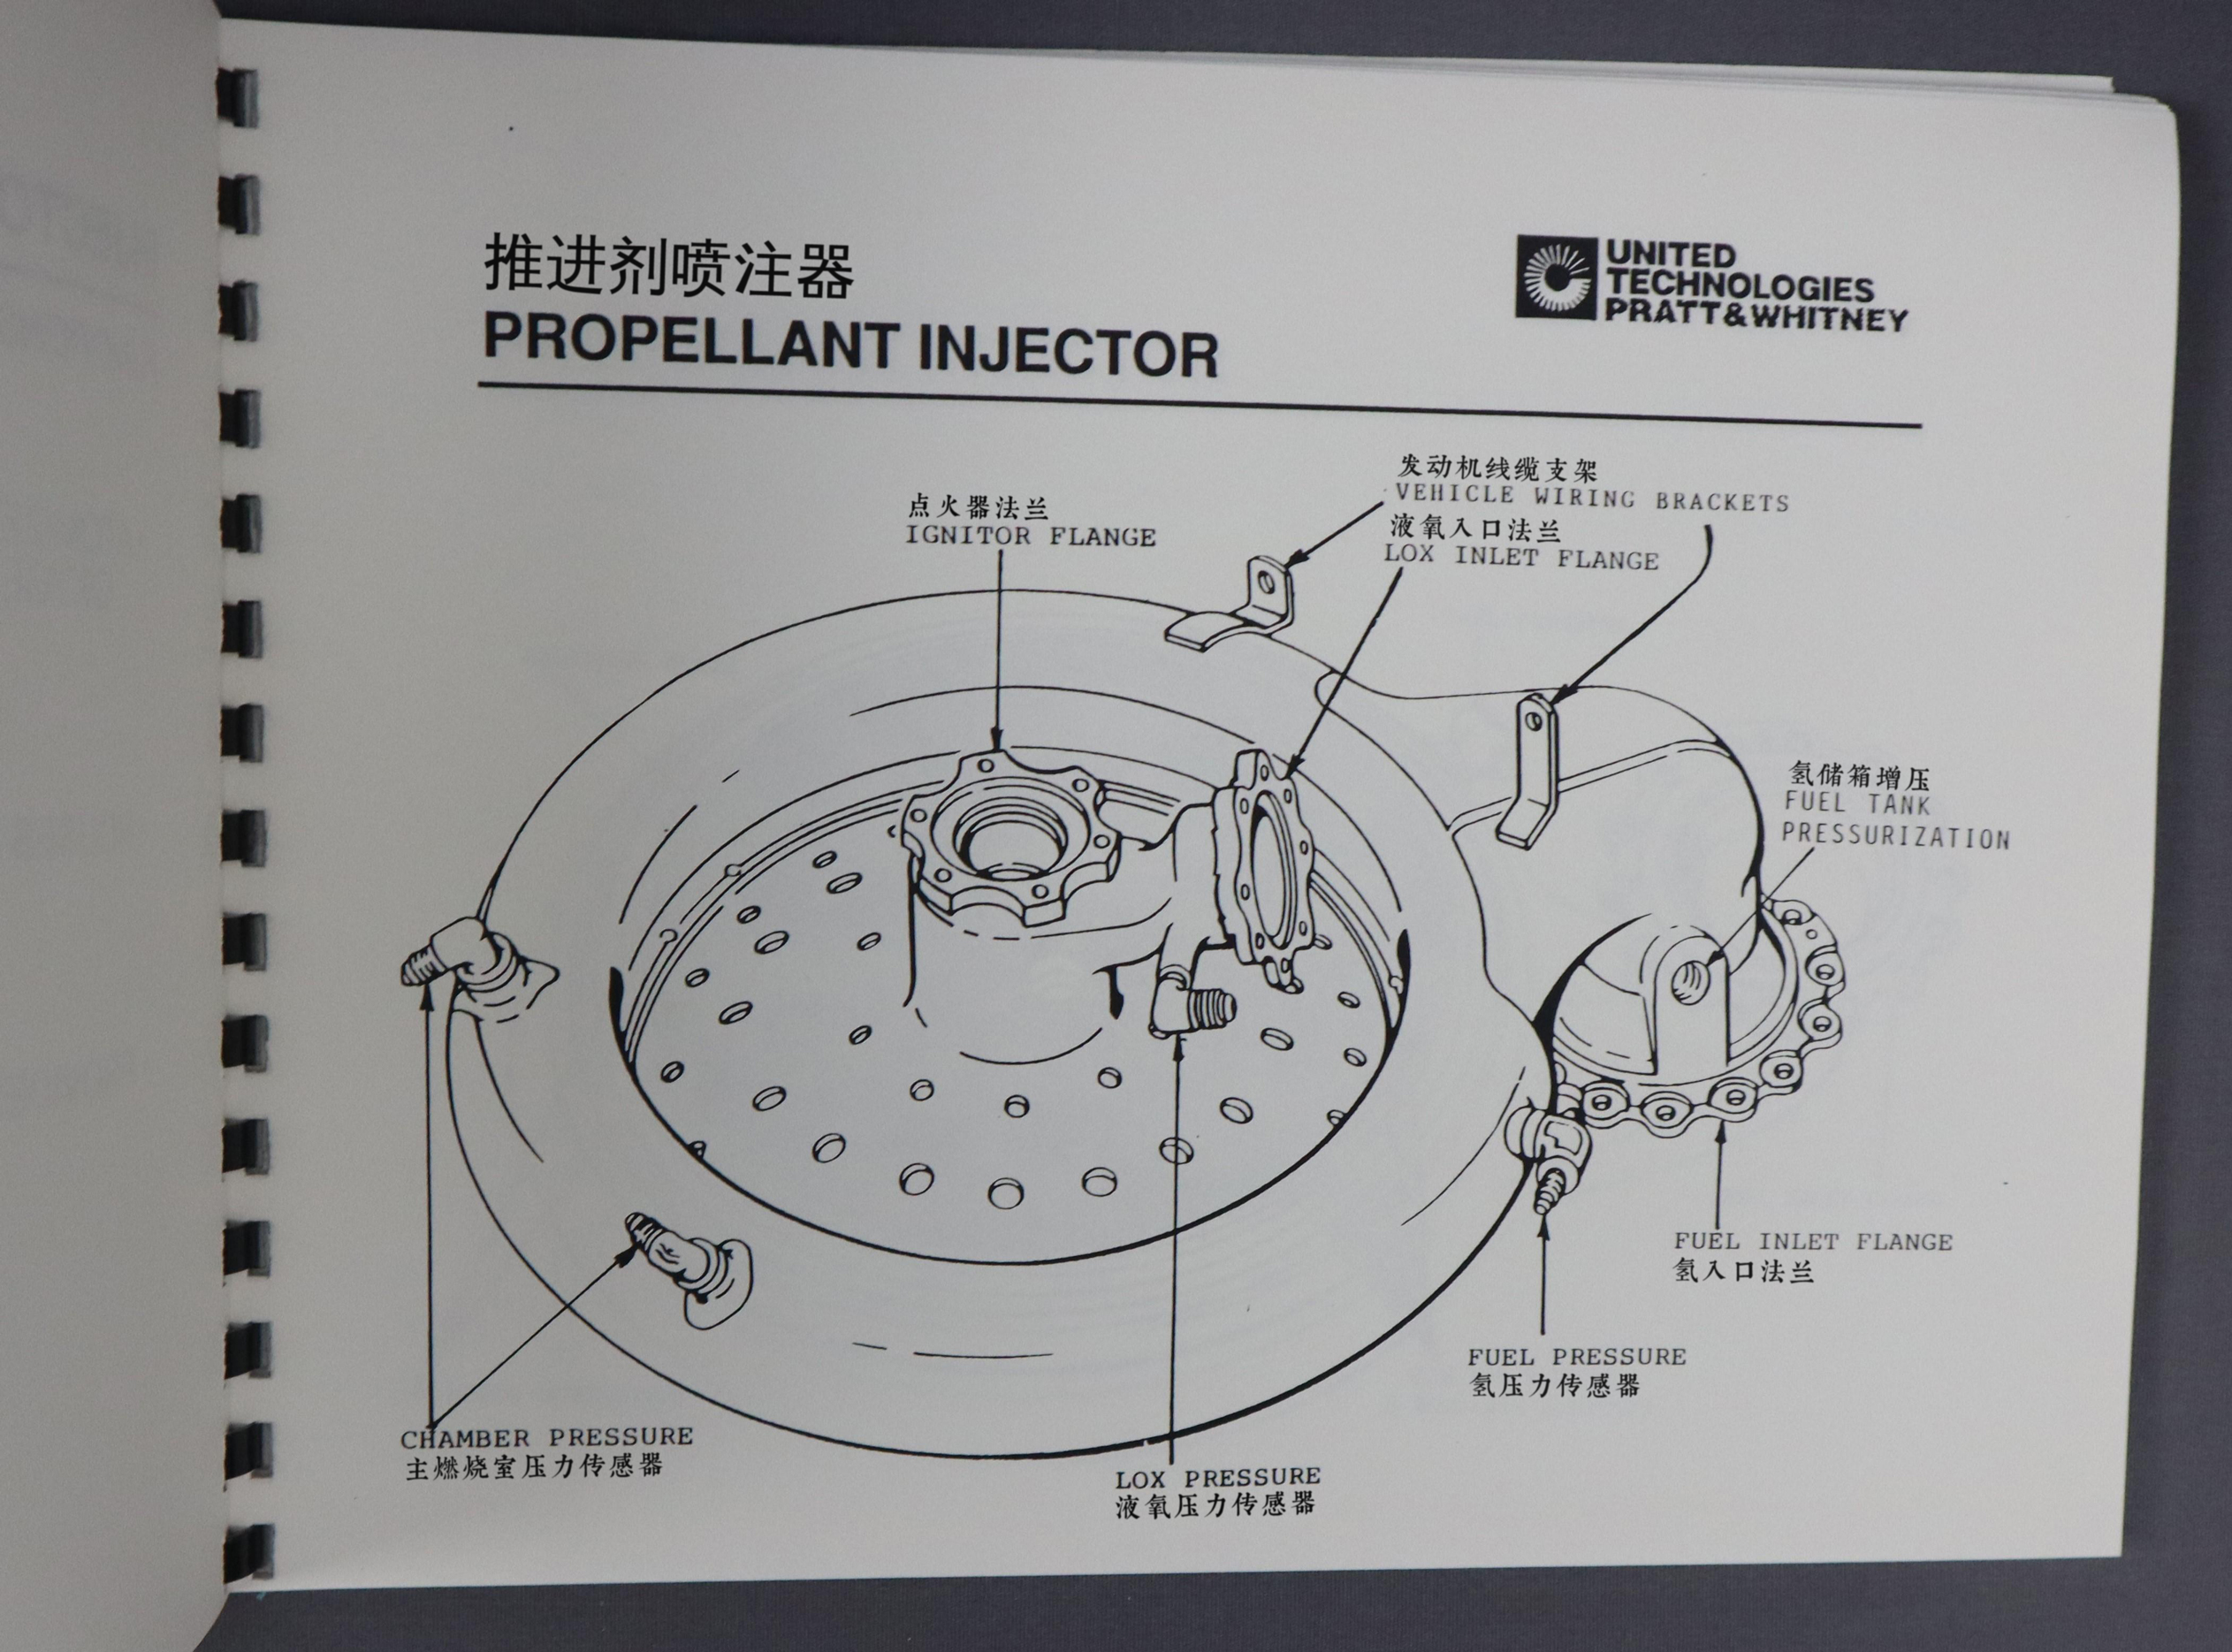 推进剂喷注器
PROPELLANT INJECTOR
UNITED
TECHNOLOGIES
PRATT&WHITNEY
发动机线缆支架
VEHICLE WIRING BRACKETS
点火器法兰
IGNITOR FLANGE
液氧入口法兰
LOX INLET FLANGE
氢储箱增压
FUEL TANK
PRESSURIZATION
FUEL INLET FLANGE
氢入口法兰
FUEL PRESSURE
氢压力传感器
CHAMBER PRESSURE
主燃烧室压力传感器
LOX PRESSURE
液氧压力传感器